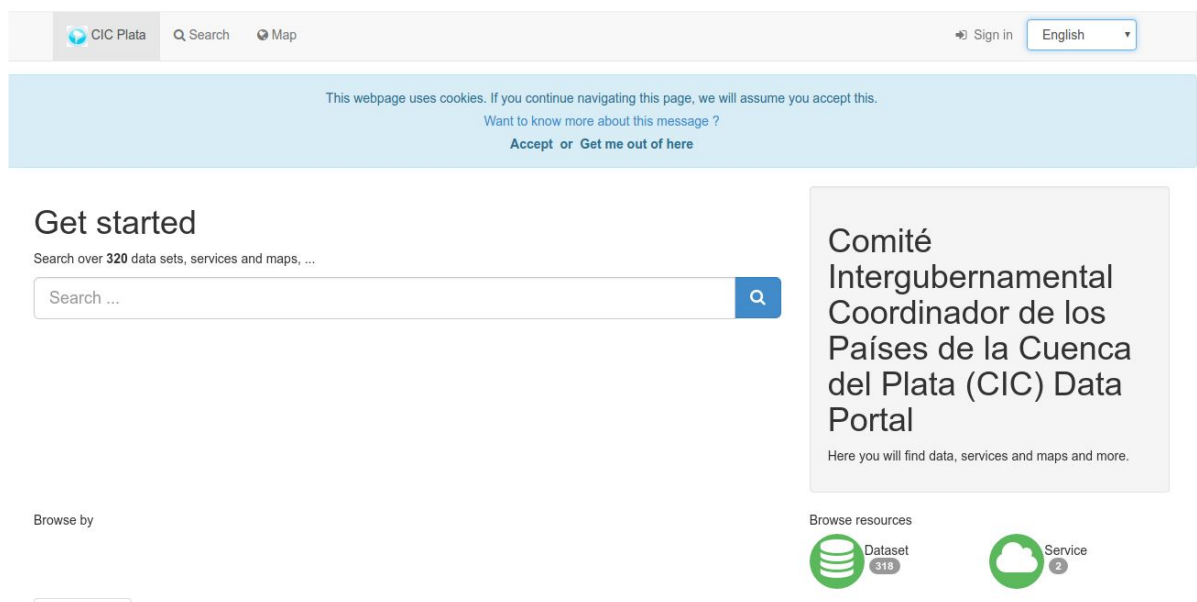 CIC Plata Search Map Sign in English
This webpage uses cookies. If you continue navigating this page, we will assume you accept this.
Want to know more about this message ?
Accept or Get me out of here
Get started
Search over 320 data sets, services and maps, ...
Search ...
Comité
Intergubernamental
Coordinador de los
Países de la Cuenca
del Plata (CIC) Data
Portal
Here you will find data, services and maps and more.
Browse by
Browse resources
Dataset
318
Service
2